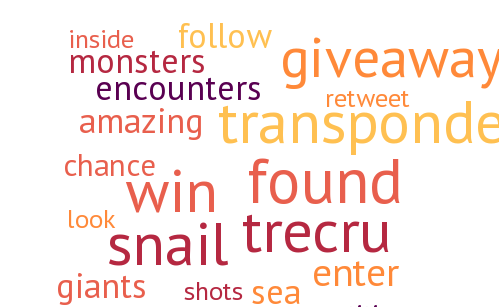 inside follow
monsters giveaway
encounters retweet
amazing transponde
chance found
win
look trecru
snail
giants shots sea enter